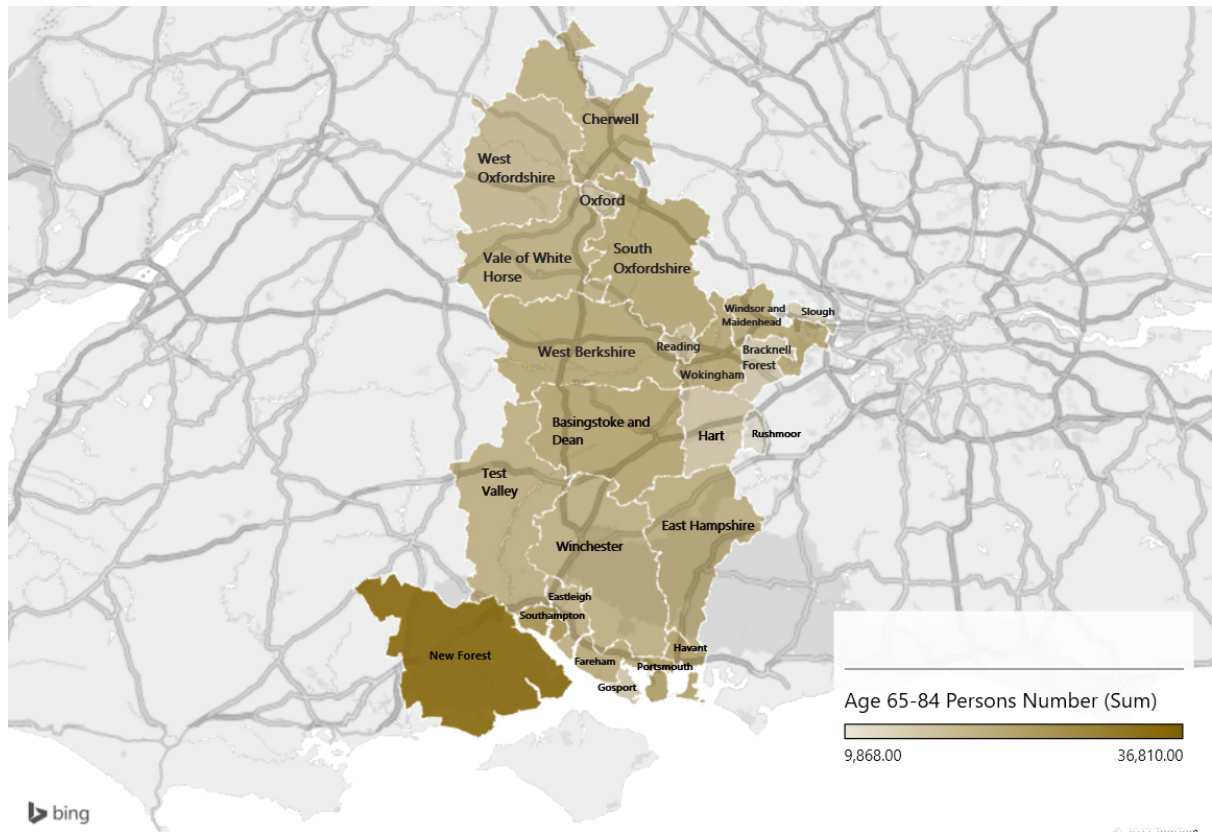 Cherwell
West
Oxfordshire
Oxford
Vale of White
Horse
South
Oxfordshire
Windsor and
Maidenhead
Slough
West Berkshire
Reading
Bracknell
Forest
Wokingham
Basingstoke and
Dean
Hart
Rushmoor
Test
Valley
East Hampshire
Winchester
Eastleigh
Southampton
New Forest
Fareham
Havant
Portsmouth
Gosport
Age 65-84 Persons Number (Sum)
9,868.00
36,810.00
bing